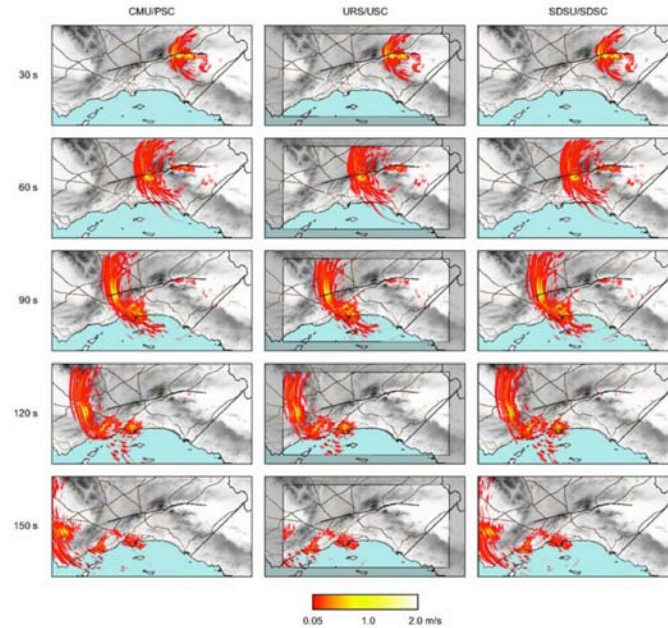 CMU/PSC URS/USC SDSU/SDSC
30 s
60 s
90 s
120 s
150 s
0.05 1.0 2.0 m/s